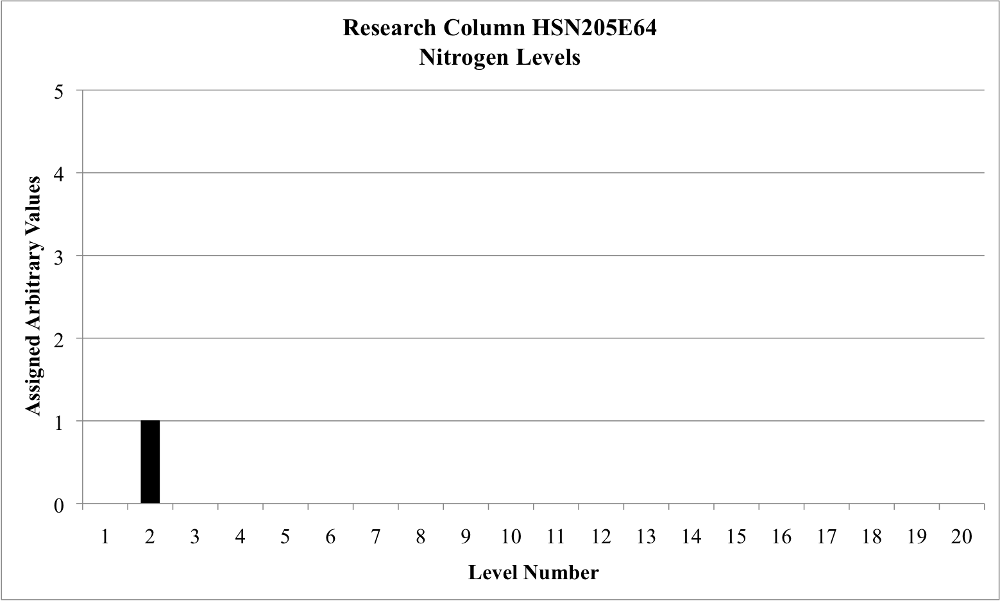 Research Column HSN205E64
Nitrogen Levels
5
4
3
2
1
0
Assigned Arbitrary Values
1 2 3 4 5 6 7 8 9 10 11 12 13 14 15 16 17 18 19 20
Level Number